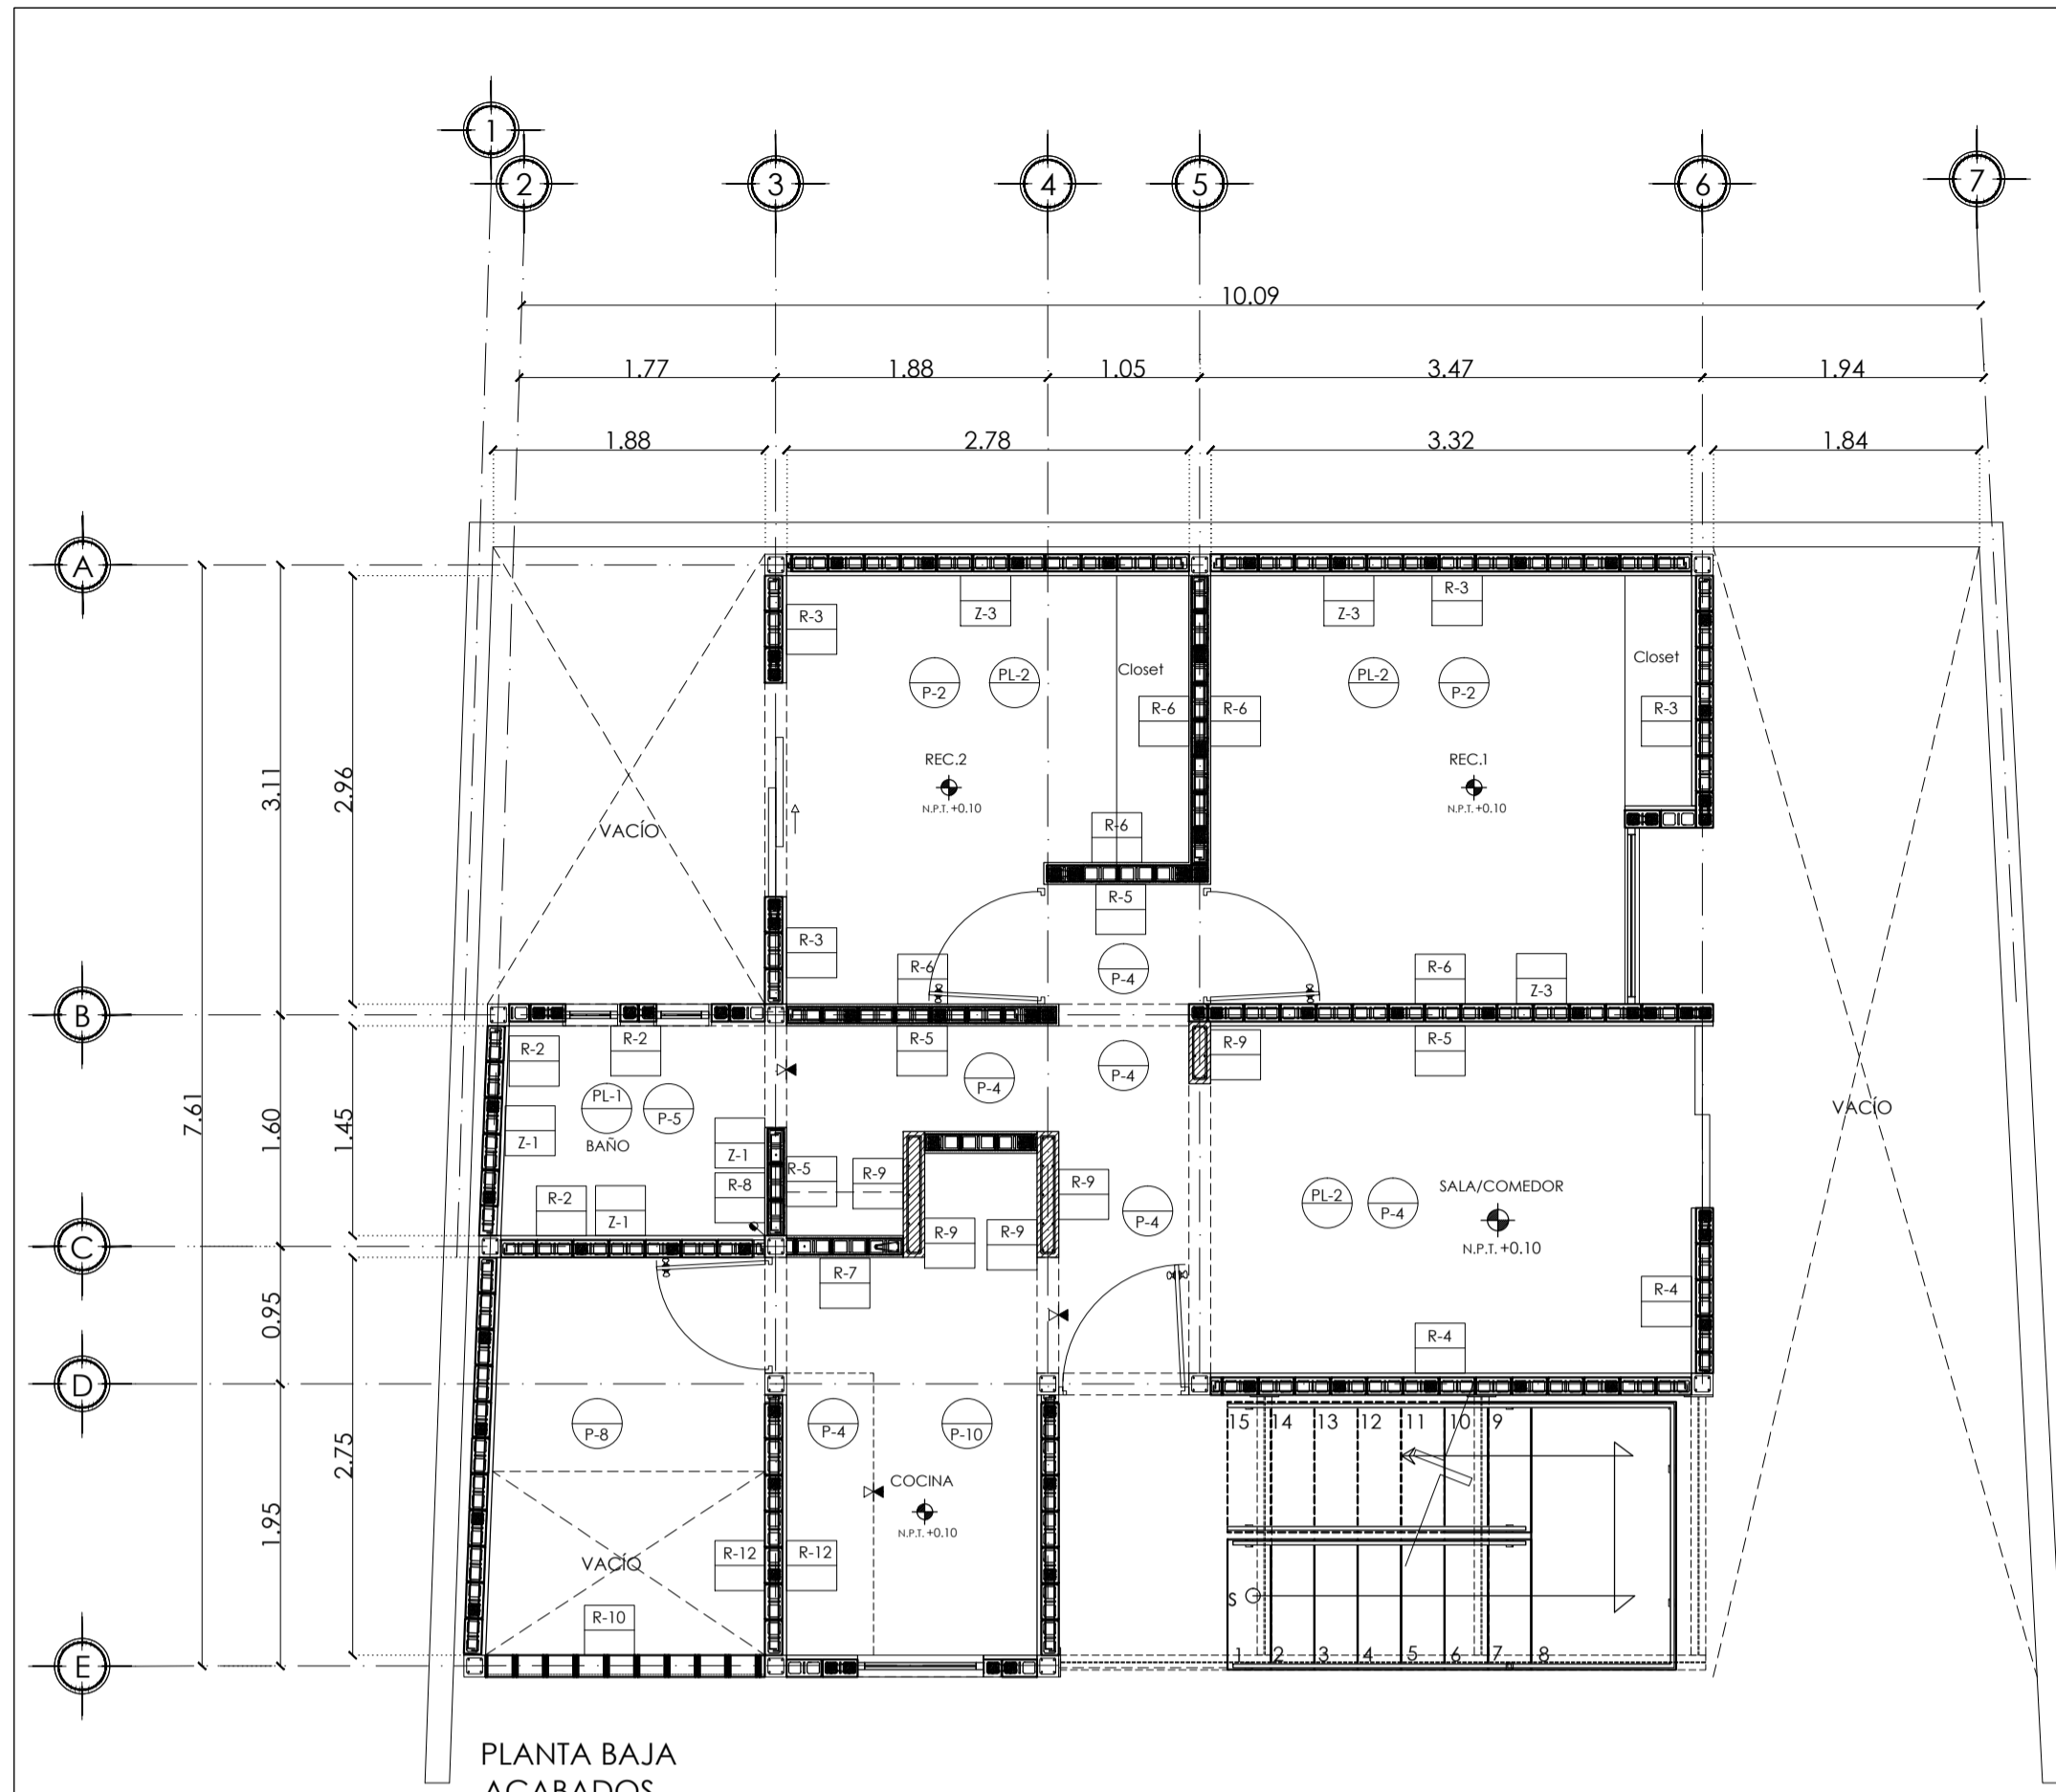 1
2
3
4
5
6
7
10.09
1.77
1.88
1.05
3.47
1.94
1.88
2.78
3.32
1.84
A
B
C
D
E
7.61
3.11
1.60
0.95
1.95
2.96
1.45
2.75
R-3
Z-3
Z-3
R-3
Closet
Closet
P-2
PL-2
PL-2
P-2
R-6
R-6
R-3
REC.2
N.P.T. +0.10
REC.1
N.P.T. +0.10
VACÍO
R-6
R-5
R-3
R-6
P-4
R-6
Z-3
R-2
R-2
R-5
R-9
R-5
P-4
P-4
PL-1
P-5
VACÍO
Z-1
BAÑO
Z-1
R-5
R-9
R-8
R-9
R-2
Z-1
P-4
PL-2
P-4
SALA/COMEDOR
N.P.T. +0.10
R-9
R-9
R-7
R-4
R-4
P-8
P-4
P-10
15
14
13
12
11
10
9
COCINA
N.P.T. +0.10
R-12
R-12
VACÍO
R-10
S
1
2
3
4
5
6
7
8
PLANTA BAJA
ACABADOS